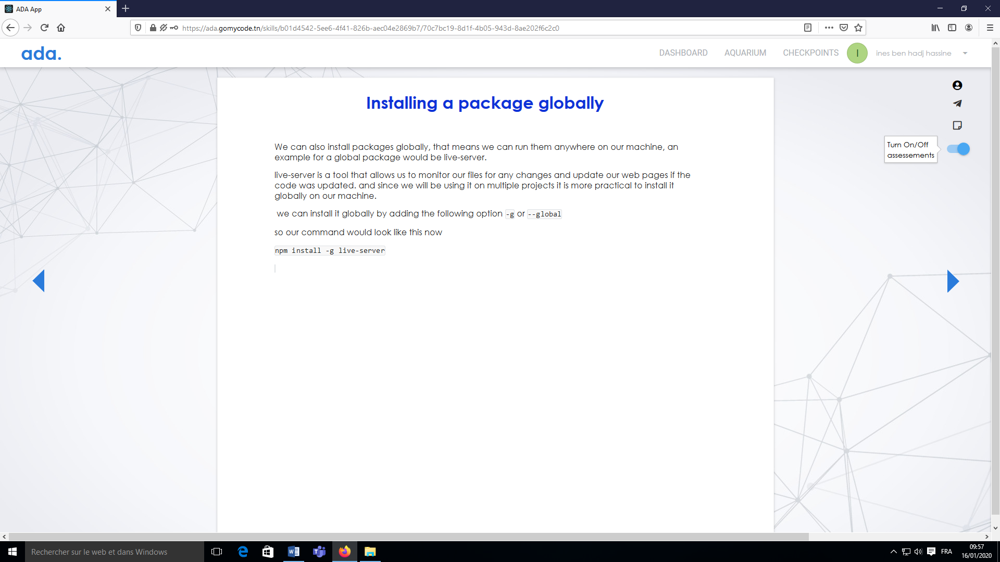 ADA App
https://ada.gomycode.tn/skills/b01d4542-5ee6-4f41-826b-aec04e2869b7/70c7bc19-8d1f-4b05-943d-8ae202f6c2c0
ada.
DASHBOARD
AQUARIUM
CHECKPOINTS
I
ines ben hadj hassine
Installing a package globally
Turn On/Off
assessements
We can also install packages globally, that means we can run them anywhere on our machine, an
example for a global package would be live-server.
live-server is a tool that allows us to monitor our files for any changes and update our web pages if the
code was updated. and since we will be using it on multiple projects it is more practical to install it
globally on our machine.
we can install it globally by adding the following option -g or --global
so our command would look like this now
npm install -g live-server
Rechercher sur le web et dans Windows
FRA
09:57
16/01/2020